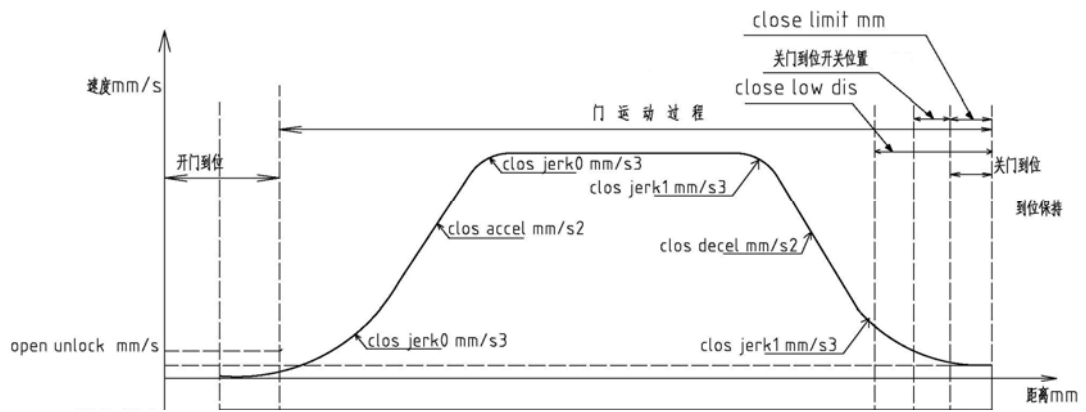 close limit mm
速度mm/s
关门到位开关位置
close low dis
门 运 动 过 程
开门到位
clos jerk0 mm/s3
clos jerk1 mm/s3
关门到位
到位保持
clos accel mm/s2
clos decel mm/s2
open unlock mm/s
clos jerk0 mm/s3
clos jerk1 mm/s3
距离mm